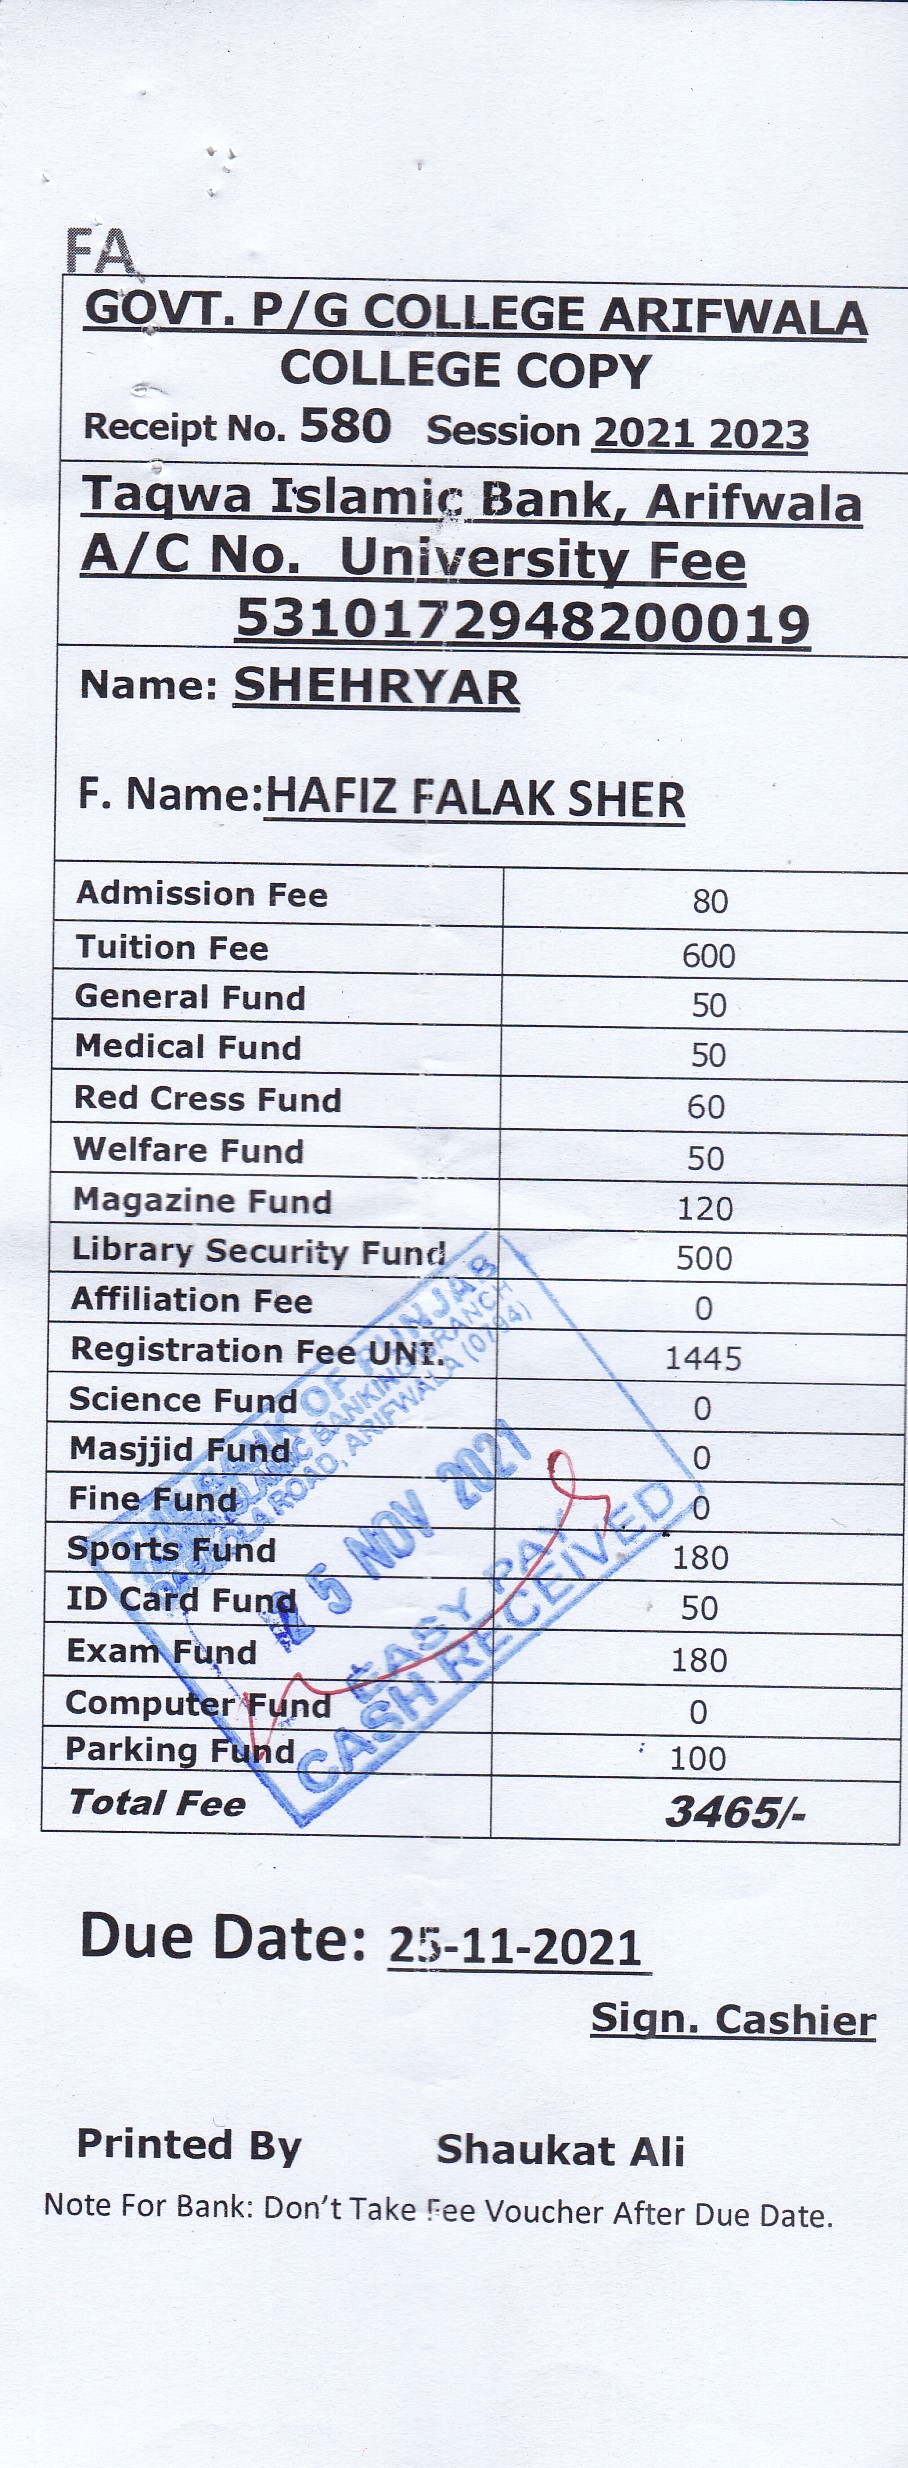 FA
GOVT. P/G COLLEGE ARIFWALA
COLLEGE COPY
Receipt No. 580 Session 2021 2023
Taqwa Islamic Bank, Arifwala
A/C No. University Fee
5310172948200019
Name: SHEHRYAR
F. Name:HAFIZ FALAK SHER
Admission Fee 80
Tuition Fee 600
General Fund 50
Medical Fund 50
Red Cress Fund 60
Welfare Fund 50
Magazine Fund 120
Library Security Fund 500
Affiliation Fee 0
Registration Fee UNI. 1445
Science Fund 0
Masjjid Fund 0
Fine Fund 0
Sports Fund 180
ID Card Fund 50
Exam Fund 180
Computer Fund 0
Parking Fund 100
Total Fee 3465/-
BANK OF PUNJAB
ISLAMIC BANKING BRANCH
ROAD, ARIFWALA (0794)
25 NOV 2021
EASY PAY
CASH RECEIVED
Due Date: 25-11-2021
Sign. Cashier
Printed By Shaukat Ali
Note For Bank: Don't Take Fee Voucher After Due Date.